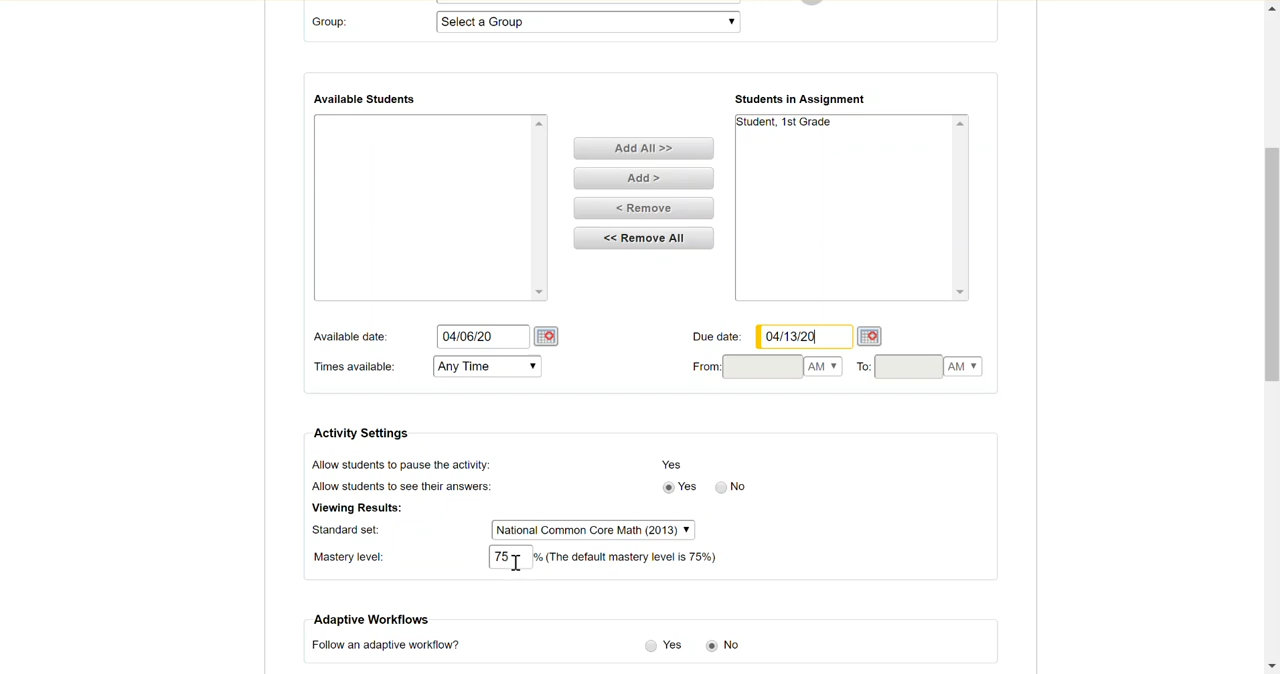 Group: Select a Group ▼
Available Students Students in Assignment
Student, 1st Grade
Add All >>
Add >
< Remove
<< Remove All
Available date: 04/06/20 Due date: 04/13/20
Times available: Any Time ▼ From: AM ▼ To: AM ▼
Activity Settings
Allow students to pause the activity: Yes
Allow students to see their answers: Yes No
Viewing Results:
Standard set: National Common Core Math (2013) ▼
Mastery level: 75 % (The default mastery level is 75%)
Adaptive Workflows
Follow an adaptive workflow? Yes No